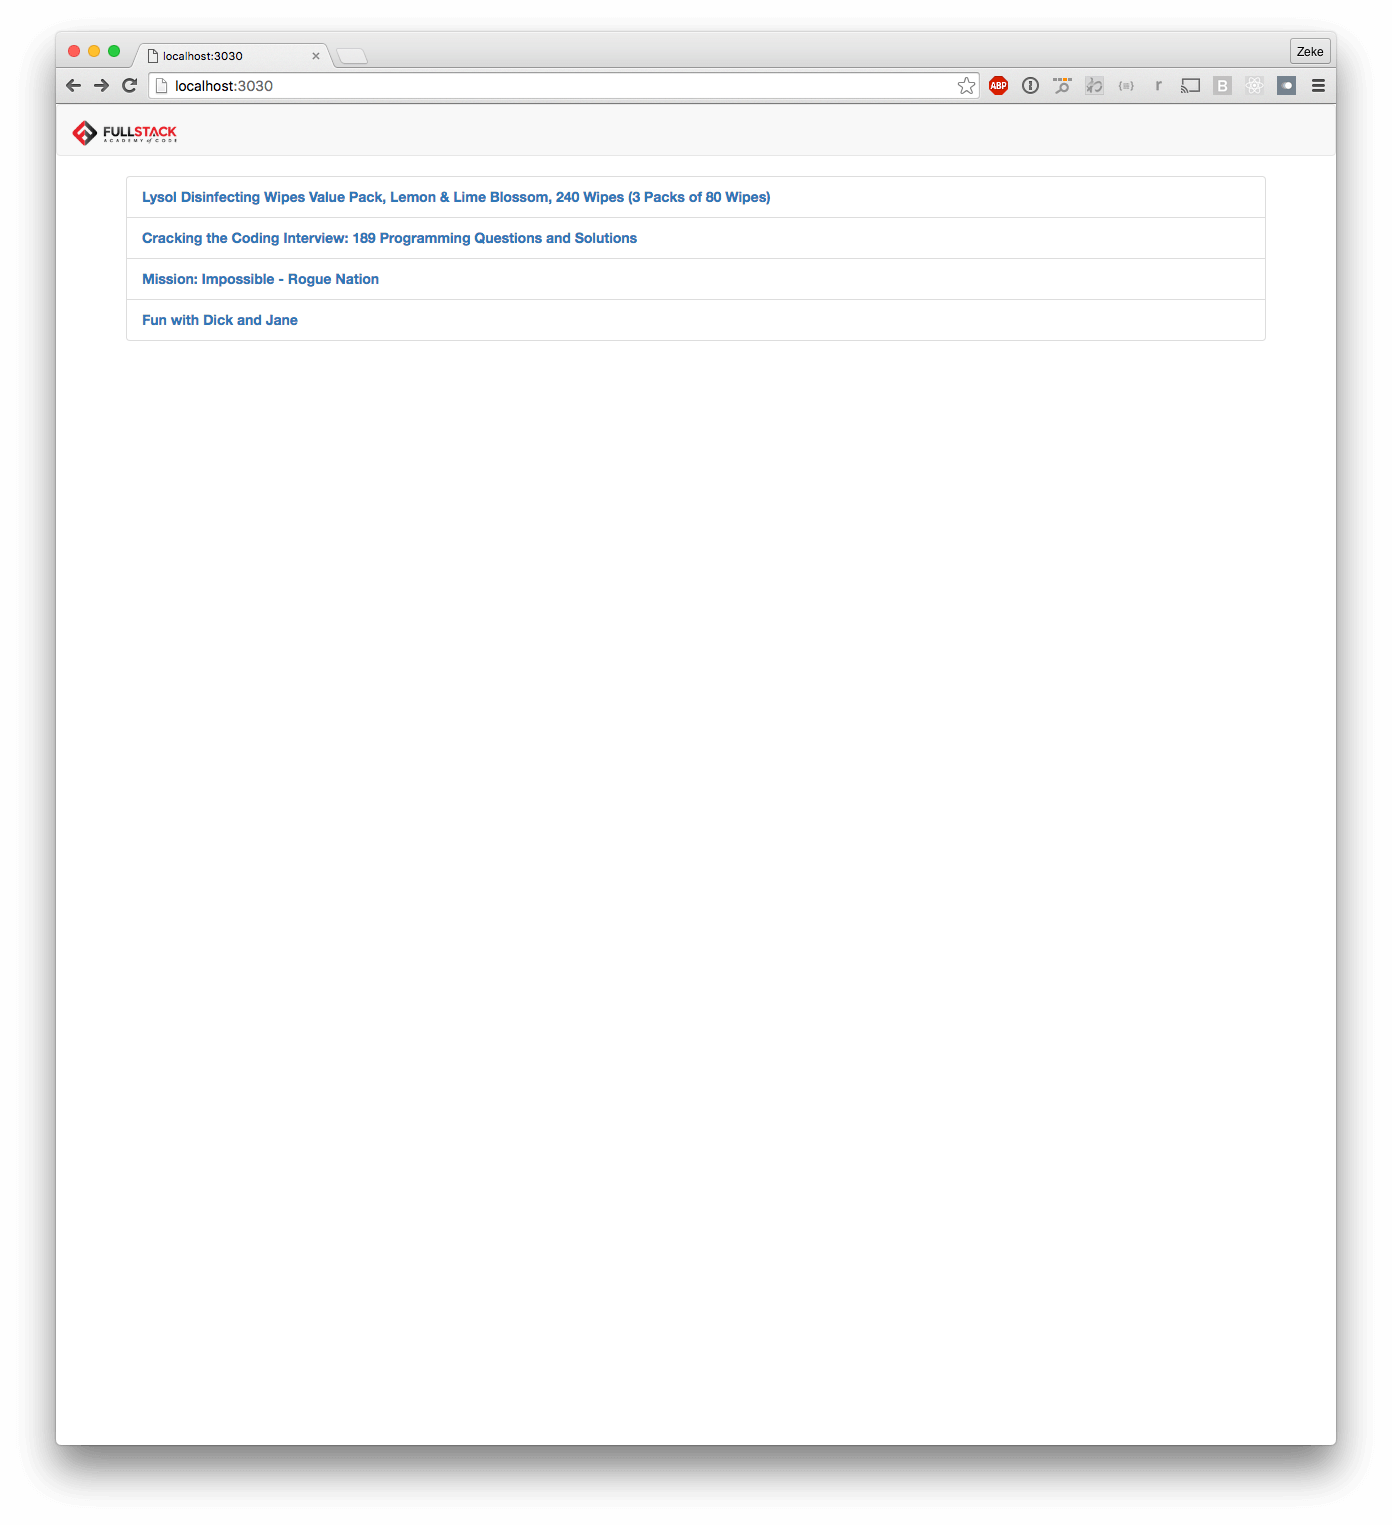 localhost:3030
Zeke
localhost:3030
ABP
{≡}
r
B
FULLSTACK
ACADEMY of CODE
Lysol Disinfecting Wipes Value Pack, Lemon & Lime Blossom, 240 Wipes (3 Packs of 80 Wipes)
Cracking the Coding Interview: 189 Programming Questions and Solutions
Mission: Impossible - Rogue Nation
Fun with Dick and Jane